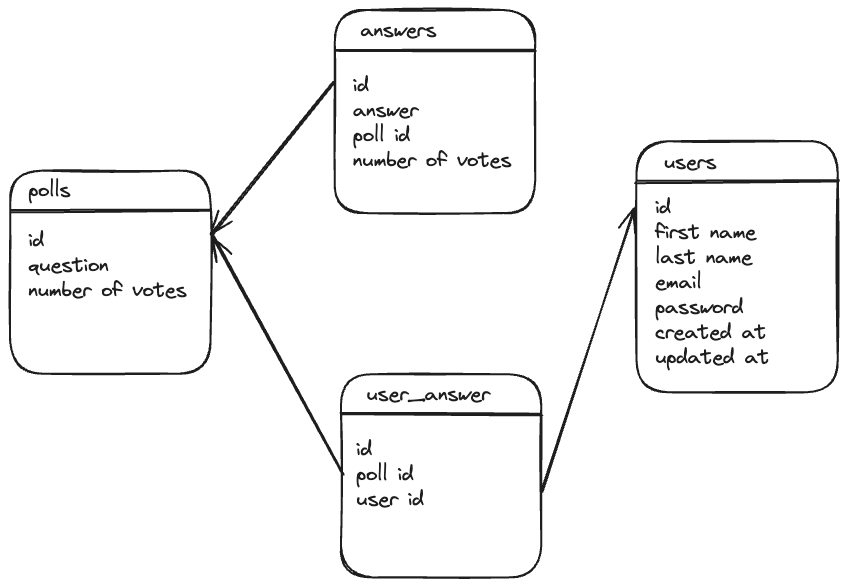 answers
id
answer
poll id
number of votes
polls
id
question
number of votes
users
id
first name
last name
email
password
created at
updated at
user_answer
id
poll id
user id